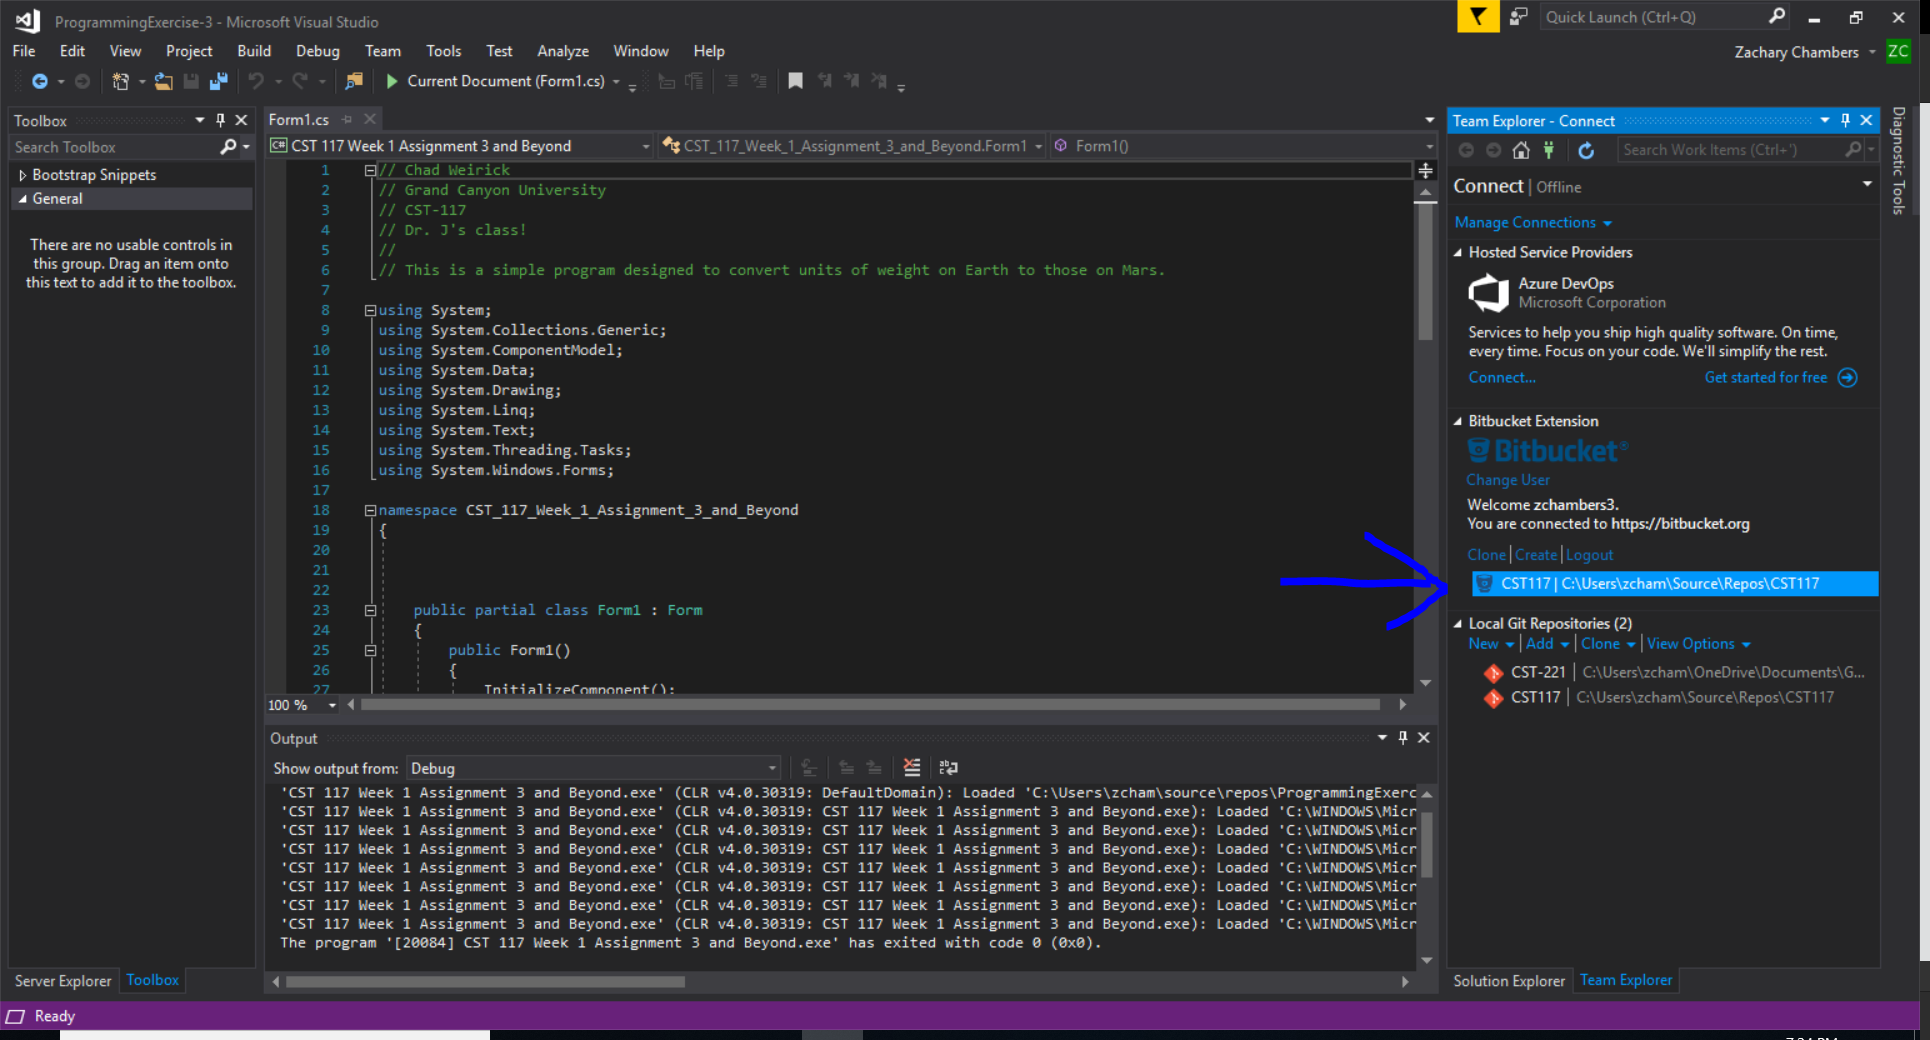 ProgrammingExercise-3 - Microsoft Visual Studio
Quick Launch (Ctrl+Q)
File Edit View Project Build Debug Team Tools Test Analyze Window Help
Zachary Chambers ZC
Current Document (Form1.cs)
Toolbox
Search Toolbox
Bootstrap Snippets
General
There are no usable controls in
this group. Drag an item onto
this text to add it to the toolbox.
Server Explorer Toolbox
Form1.cs
C# CST 117 Week 1 Assignment 3 and Beyond CST_117_Week_1_Assignment_3_and_Beyond.Form1 Form1()
1 // Chad Weirick
2 // Grand Canyon University
3 // CST-117
4 // Dr. J's class!
5 //
6 // This is a simple program designed to convert units of weight on Earth to those on Mars.
7
8 using System;
9 using System.Collections.Generic;
10 using System.ComponentModel;
11 using System.Data;
12 using System.Drawing;
13 using System.Linq;
14 using System.Text;
15 using System.Threading.Tasks;
16 using System.Windows.Forms;
17
18 namespace CST_117_Week_1_Assignment_3_and_Beyond
19 {
20
21
22
23 public partial class Form1 : Form
24 {
25 public Form1()
26 {
27 InitializeComponent();
100 %
Output
Show output from: Debug
'CST 117 Week 1 Assignment 3 and Beyond.exe' (CLR v4.0.30319: DefaultDomain): Loaded 'C:\Users\zcham\source\repos\ProgrammingExerc
'CST 117 Week 1 Assignment 3 and Beyond.exe' (CLR v4.0.30319: CST 117 Week 1 Assignment 3 and Beyond.exe): Loaded 'C:\WINDOWS\Micr
'CST 117 Week 1 Assignment 3 and Beyond.exe' (CLR v4.0.30319: CST 117 Week 1 Assignment 3 and Beyond.exe): Loaded 'C:\WINDOWS\Micr
'CST 117 Week 1 Assignment 3 and Beyond.exe' (CLR v4.0.30319: CST 117 Week 1 Assignment 3 and Beyond.exe): Loaded 'C:\WINDOWS\Micr
'CST 117 Week 1 Assignment 3 and Beyond.exe' (CLR v4.0.30319: CST 117 Week 1 Assignment 3 and Beyond.exe): Loaded 'C:\WINDOWS\Micr
'CST 117 Week 1 Assignment 3 and Beyond.exe' (CLR v4.0.30319: CST 117 Week 1 Assignment 3 and Beyond.exe): Loaded 'C:\WINDOWS\Micr
'CST 117 Week 1 Assignment 3 and Beyond.exe' (CLR v4.0.30319: CST 117 Week 1 Assignment 3 and Beyond.exe): Loaded 'C:\WINDOWS\Micr
'CST 117 Week 1 Assignment 3 and Beyond.exe' (CLR v4.0.30319: CST 117 Week 1 Assignment 3 and Beyond.exe): Loaded 'C:\WINDOWS\Micr
The program '[20084] CST 117 Week 1 Assignment 3 and Beyond.exe' has exited with code 0 (0x0).
Team Explorer - Connect
Search Work Items (Ctrl+')
Connect | Offline
Manage Connections
Hosted Service Providers
Azure DevOps
Microsoft Corporation
Services to help you ship high quality software. On time,
every time. Focus on your code. We'll simplify the rest.
Connect... Get started for free
Bitbucket Extension
Bitbucket®
Change User
Welcome zchambers3.
You are connected to https://bitbucket.org
Clone | Create | Logout
CST117 | C:\Users\zcham\Source\Repos\CST117
Local Git Repositories (2)
New | Add | Clone | View Options
CST-221 | C:\Users\zcham\OneDrive\Documents\G...
CST117 | C:\Users\zcham\Source\Repos\CST117
Solution Explorer Team Explorer
Diagnostic Tools
Ready